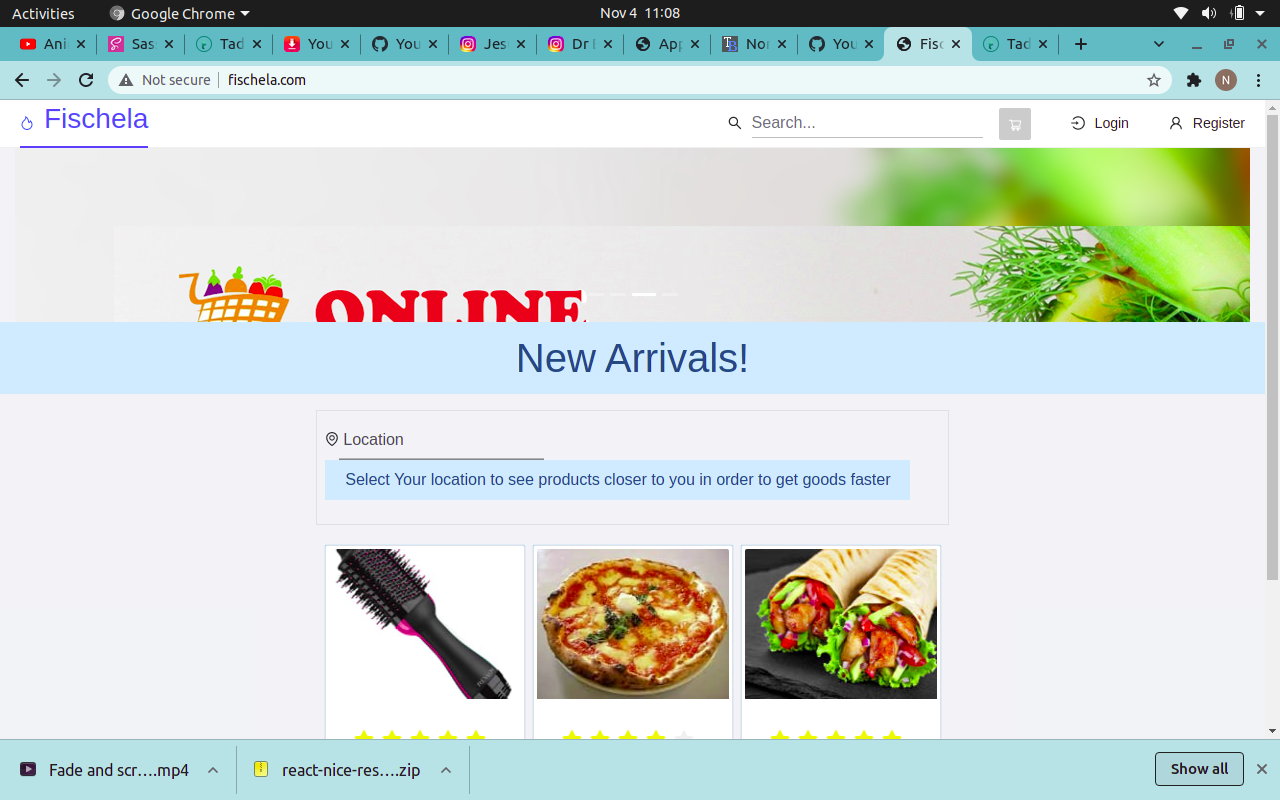 Activities Google Chrome Nov 4 11:08
Ani Sas Tad You You Jes Dr App Nor You Fisc Tad
Not secure fischela.com N
Fischela Search... Login Register
ONLINE
New Arrivals!
Location
Select Your location to see products closer to you in order to get goods faster
Fade and scr....mp4 react-nice-res....zip Show all